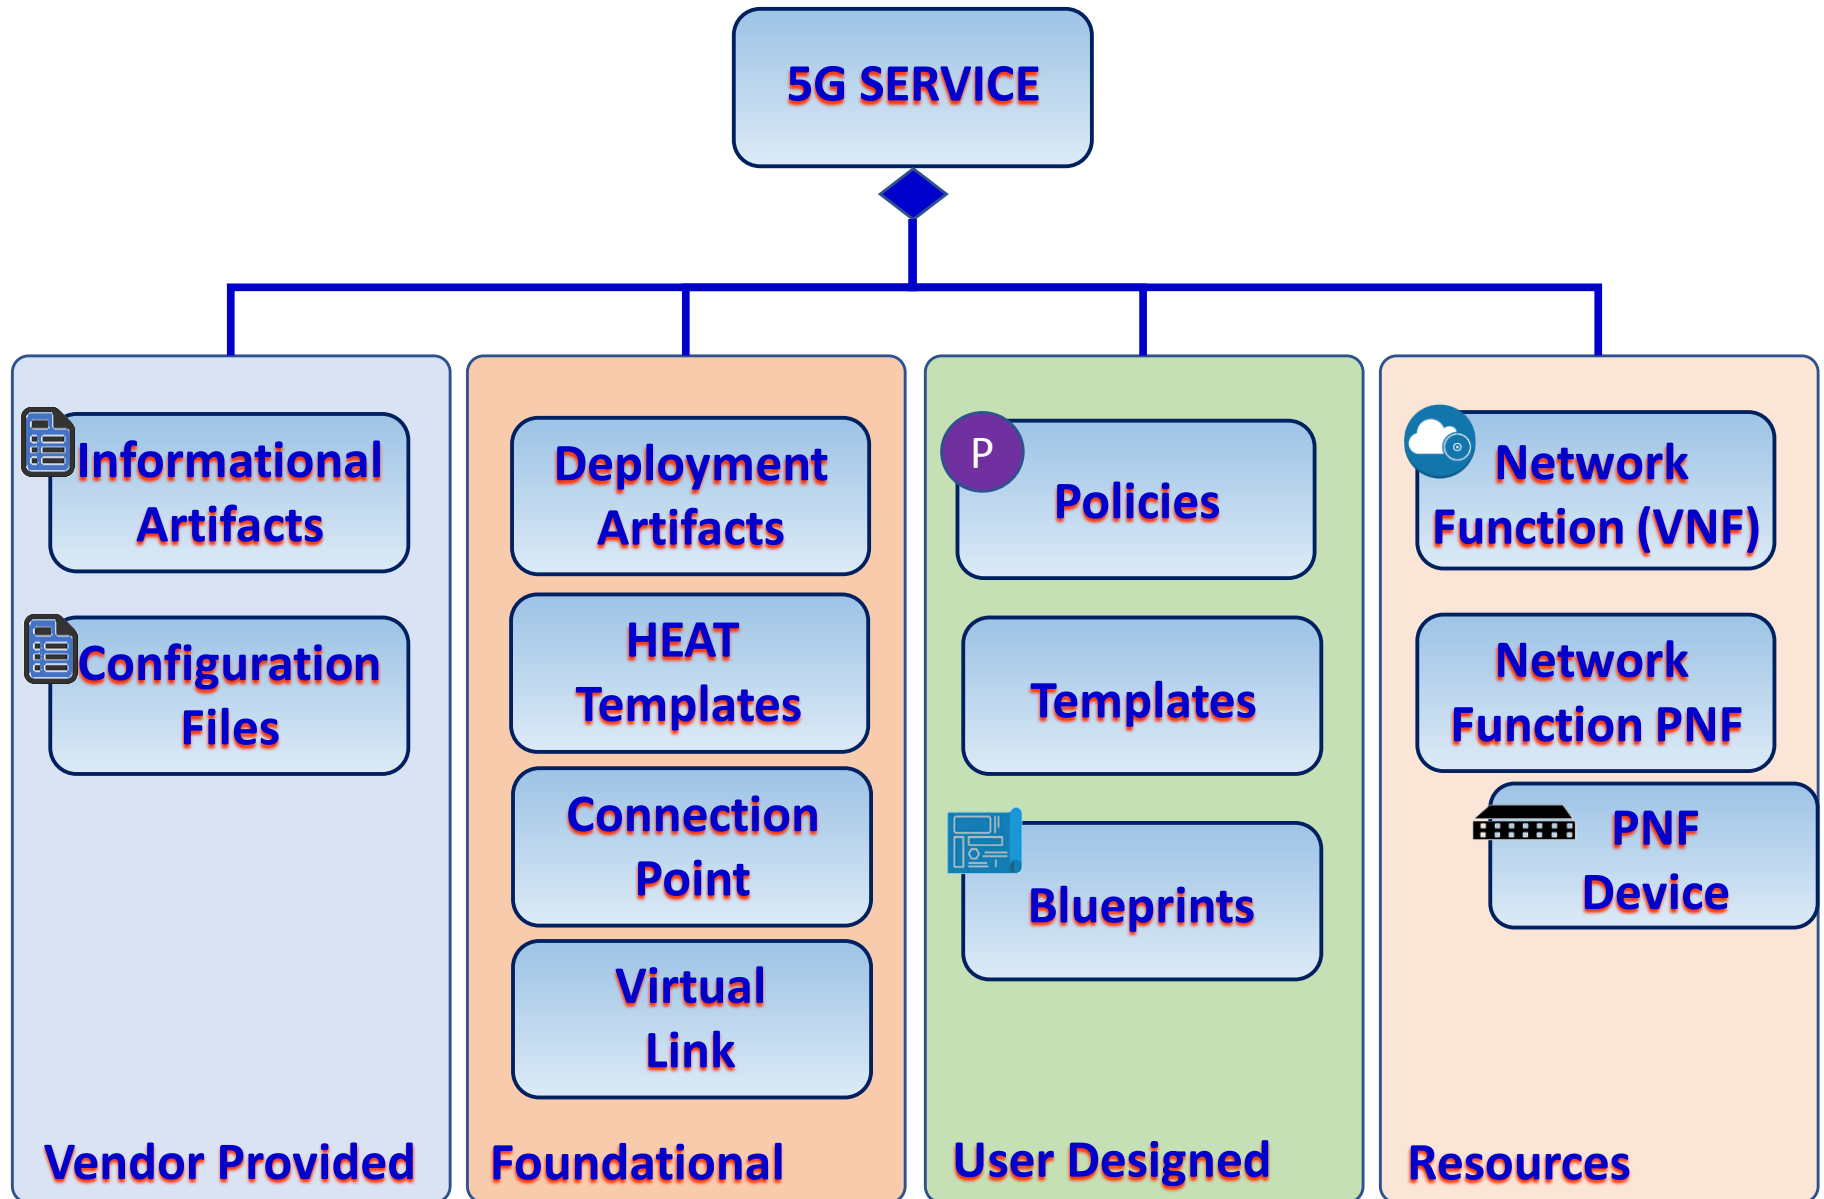 5G SERVICE
Informational
Artifacts
Configuration
Files
Vendor Provided
Deployment
Artifacts
HEAT
Templates
Connection
Point
Virtual
Link
Foundational
P
Policies
Templates
Blueprints
User Designed
Network
Function (VNF)
Network
Function PNF
PNF
Device
Resources